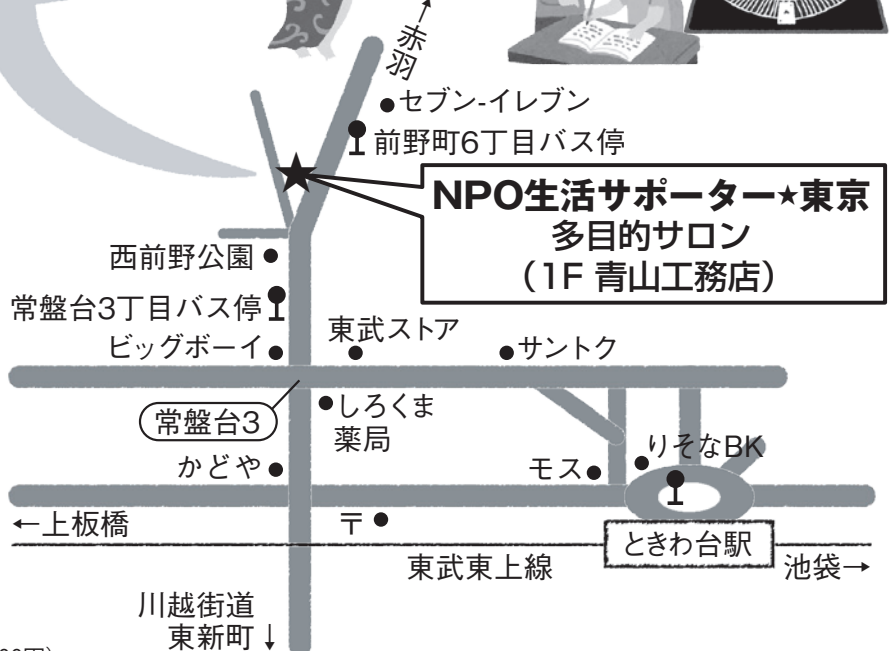 ←赤羽
セブン-イレブン
前野町6丁目バス停
NPO生活サポーター★東京
多目的サロン
（1F 青山工務店）
西前野公園
常盤台3丁目バス停
ビッグボーイ
東武ストア
サントク
常盤台3
しろくま
薬局
かどや
モス
りそなBK
←上板橋
〒
ときわ台駅
東武東上線
池袋→
川越街道
東新町↓
00円）